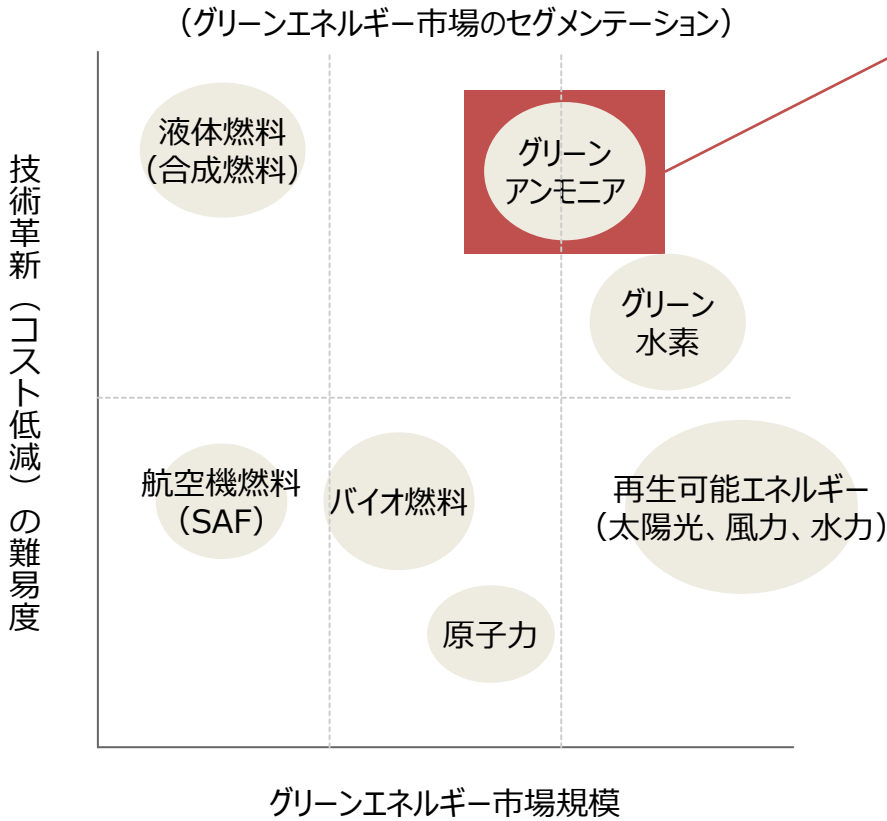 （グリーンエネルギー市場のセグメンテーション）
技術革新（コスト低減）の難易度
液体燃料
（合成燃料）
グリーン
アンモニア
グリーン
水素
航空機燃料
（SAF）
バイオ燃料
再生可能エネルギー
（太陽光、風力、水力）
原子力
グリーンエネルギー市場規模